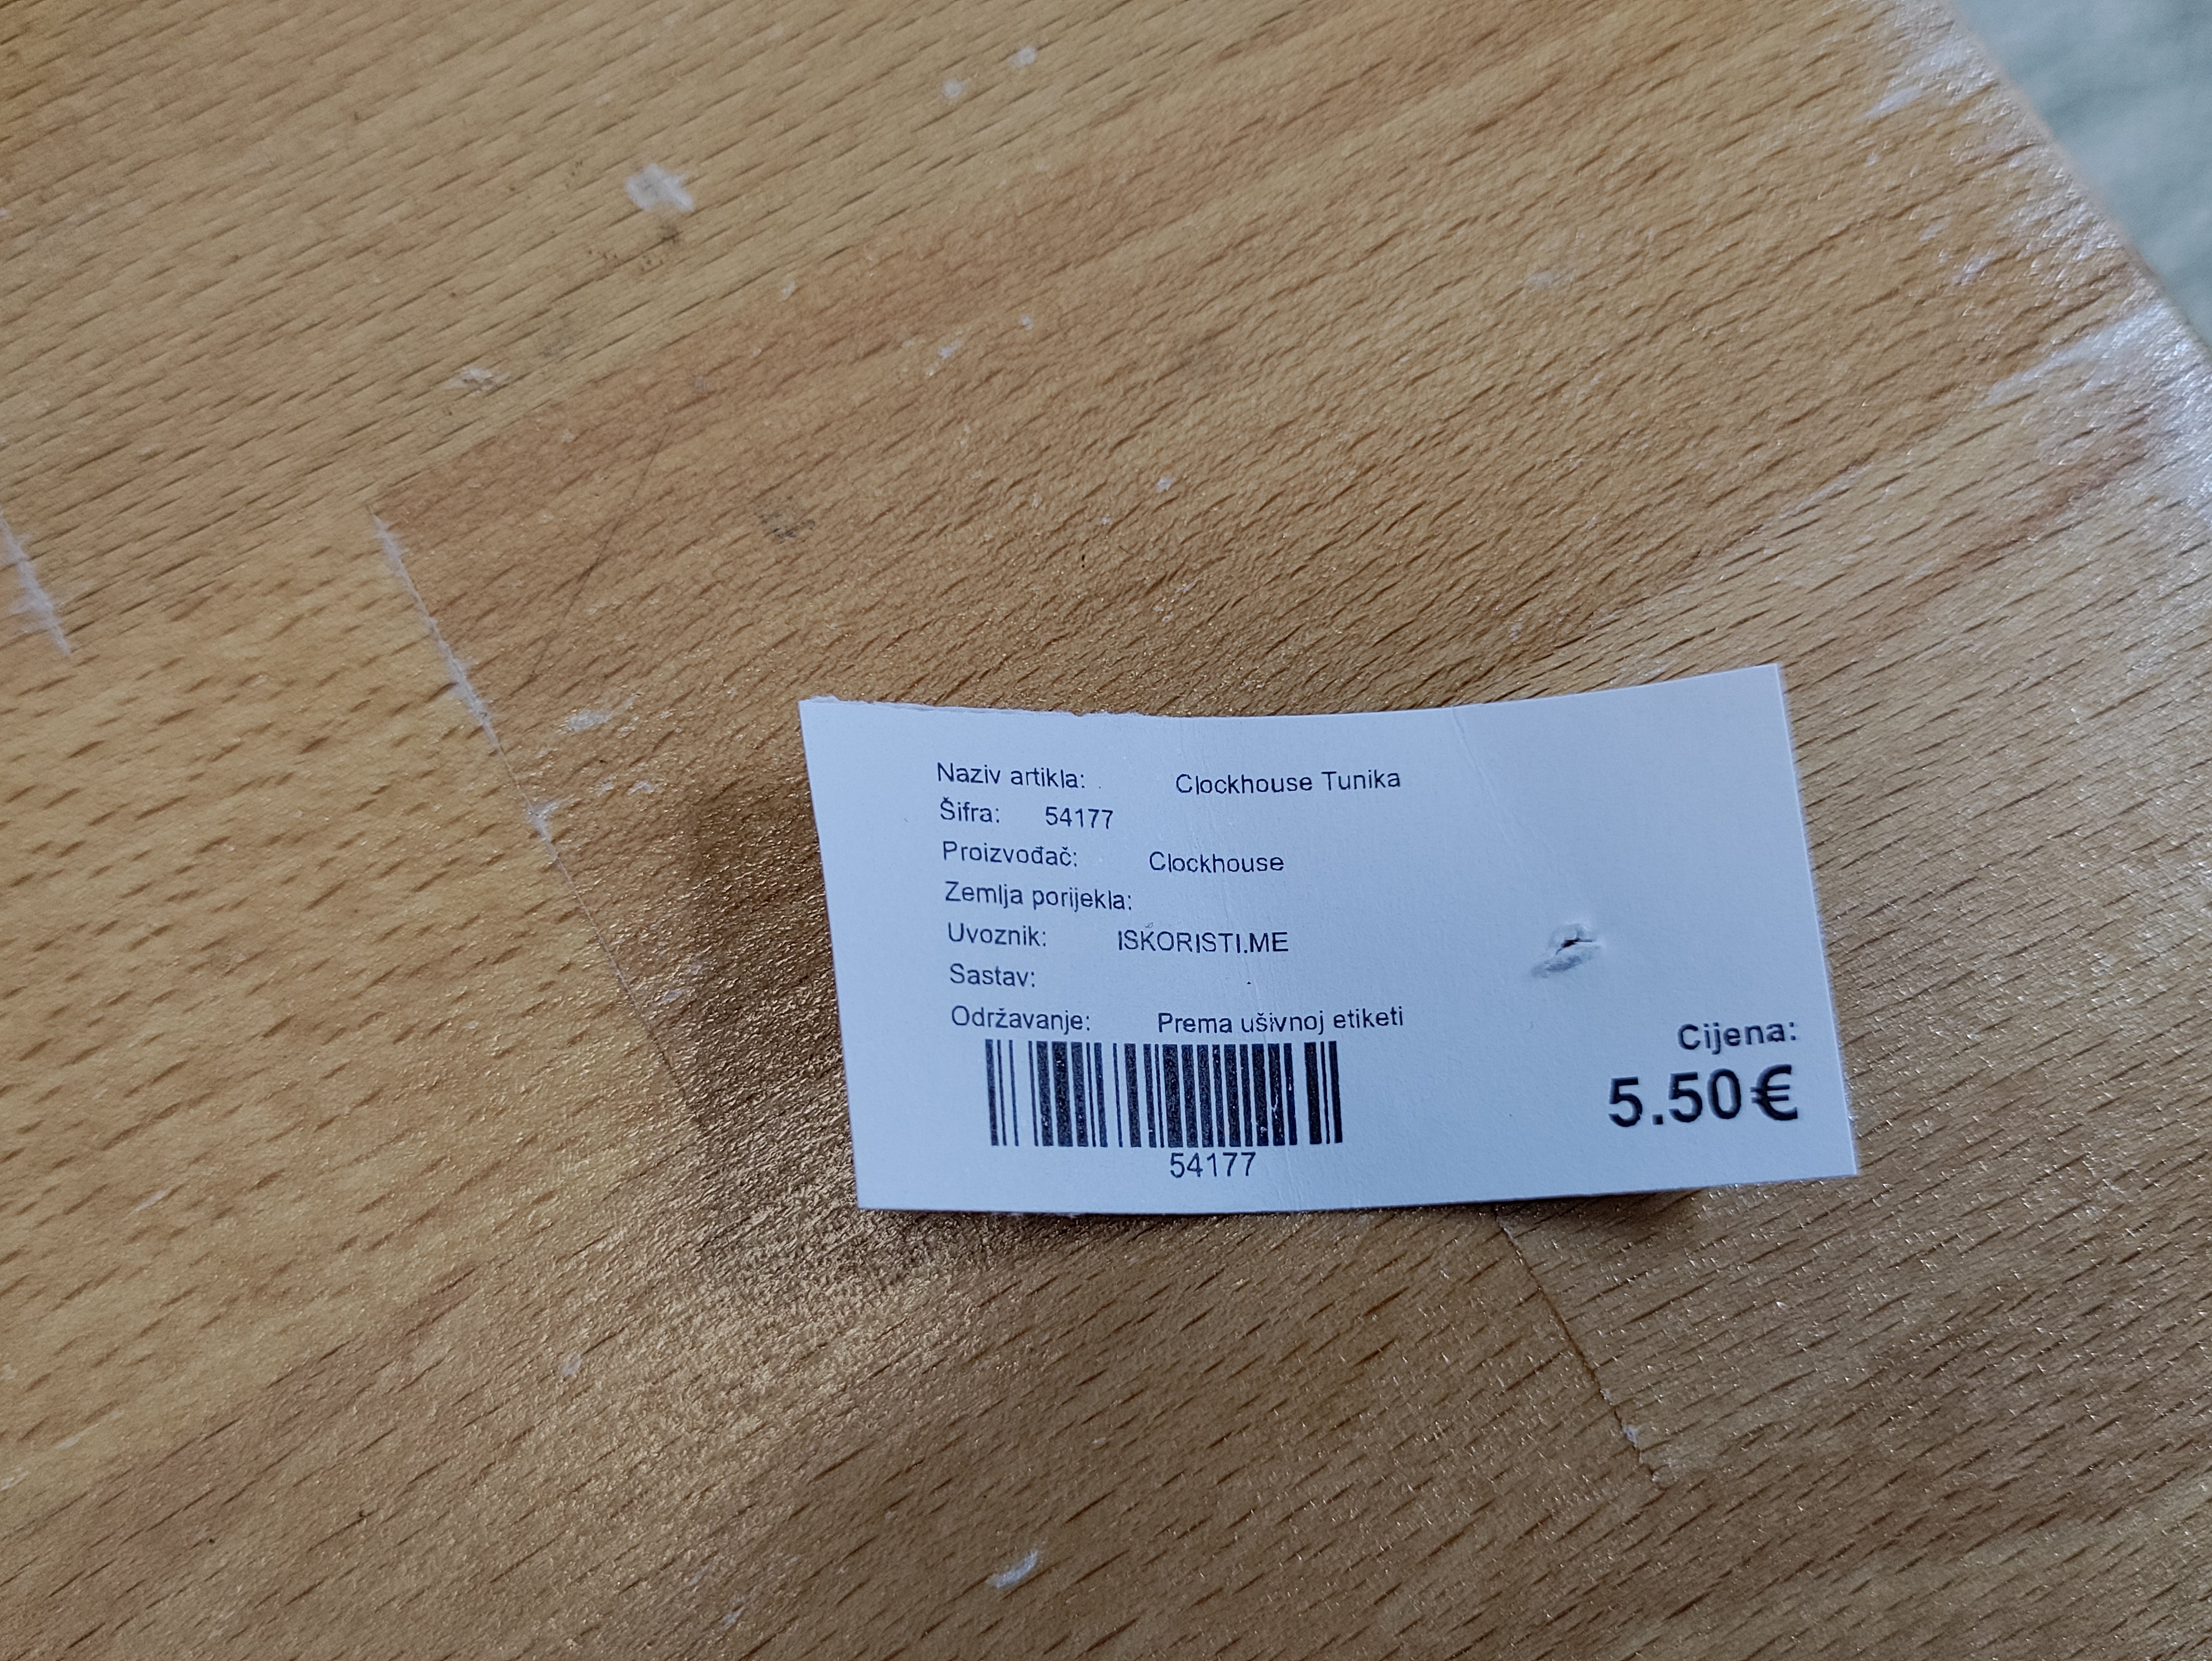 Naziv artikla: Clockhouse Tunika
Šifra: 54177
Proizvođač: Clockhouse
Zemlja porijekla:
Uvoznik: ISKORISTI.ME
Sastav:
Održavanje: Prema ušivnoj etiketi
54177
Cijena:
5.50€